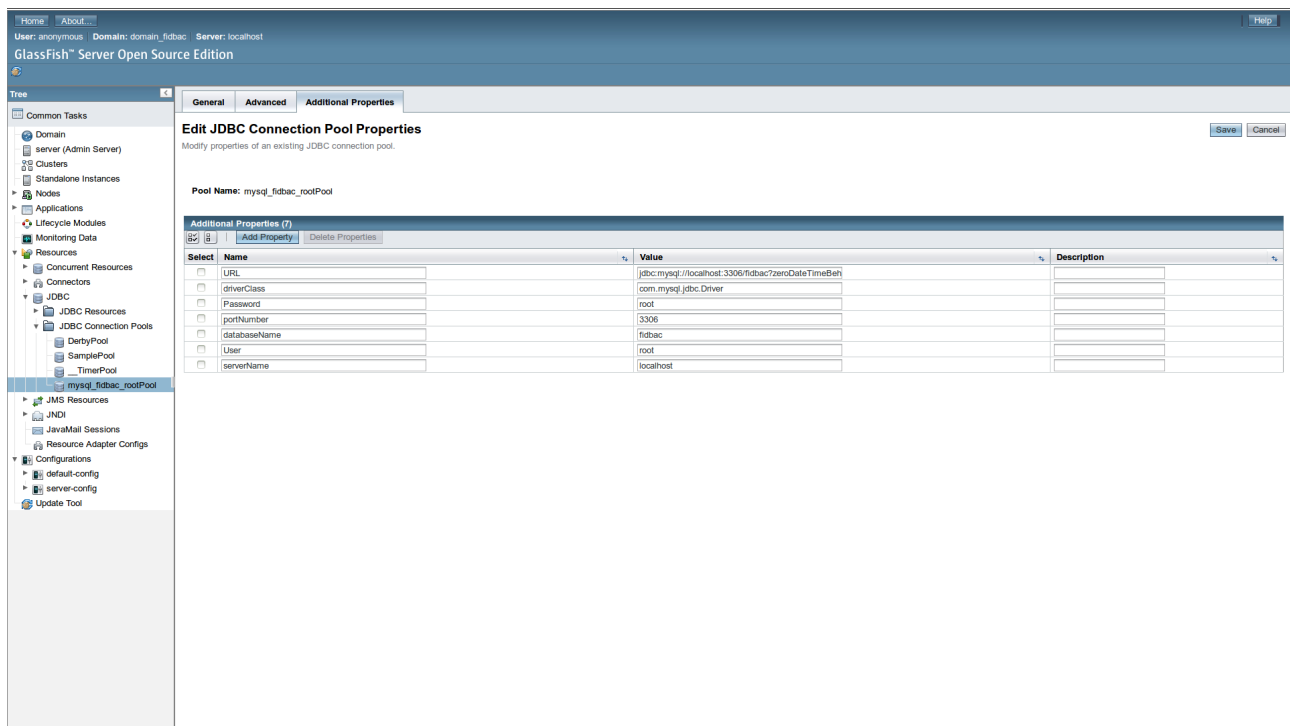 Home About... Help
User: anonymous Domain: domain_fidbac Server: localhost
GlassFish™ Server Open Source Edition
Tree
Common Tasks
Domain
server (Admin Server)
Clusters
Standalone Instances
Nodes
Applications
Lifecycle Modules
Monitoring Data
Resources
Concurrent Resources
Connectors
JDBC
JDBC Resources
JDBC Connection Pools
DerbyPool
SamplePool
__TimerPool
mysql_fidbac_rootPool
JMS Resources
JNDI
JavaMail Sessions
Resource Adapter Configs
Configurations
default-config
server-config
Update Tool
General Advanced Additional Properties
Edit JDBC Connection Pool Properties
Save Cancel
Modify properties of an existing JDBC connection pool.
Pool Name: mysql_fidbac_rootPool
Additional Properties (7)
Add Property Delete Properties
Select Name Value Description
URL jdbc:mysql://localhost:3306/fidbac?zeroDateTimeBeh
driverClass com.mysql.jdbc.Driver
Password root
portNumber 3306
databaseName fidbac
User root
serverName localhost